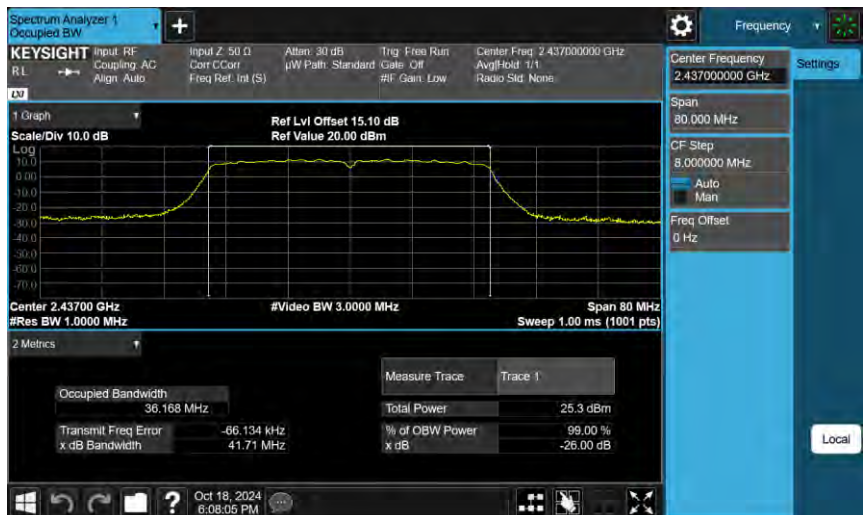 Spectrum Analyzer 1
Occupied BW
+
Frequency
KEYSIGHT
RL
LXI
Input: RF
Coupling: AC
Align: Auto
Input Z: 50 Ω
Corr CCorr
Freq Ref: Int (S)
Atten: 30 dB
µW Path: Standard
Trig: Free Run
Gate: Off
#IF Gain: Low
Center Freq: 2.437000000 GHz
Avg|Hold: 1/1
Radio Std: None
1 Graph
Scale/Div 10.0 dB
Ref Lvl Offset 15.10 dB
Ref Value 20.00 dBm
Log
10.0
0.00
-10.0
-20.0
-30.0
-40.0
-50.0
-60.0
-70.0
Center 2.43700 GHz
#Video BW 3.0000 MHz
Span 80 MHz
#Res BW 1.0000 MHz
Sweep 1.00 ms (1001 pts)
2 Metrics
Measure Trace
Trace 1
Occupied Bandwidth
36.168 MHz
Total Power
25.3 dBm
Transmit Freq Error
-66.134 kHz
% of OBW Power
99.00 %
x dB Bandwidth
41.71 MHz
x dB
-26.00 dB
Center Frequency
2.437000000 GHz
Settings
Span
80.000 MHz
CF Step
8.000000 MHz
Auto
Man
Freq Offset
0 Hz
Local
?
Oct 18, 2024
6:08:05 PM